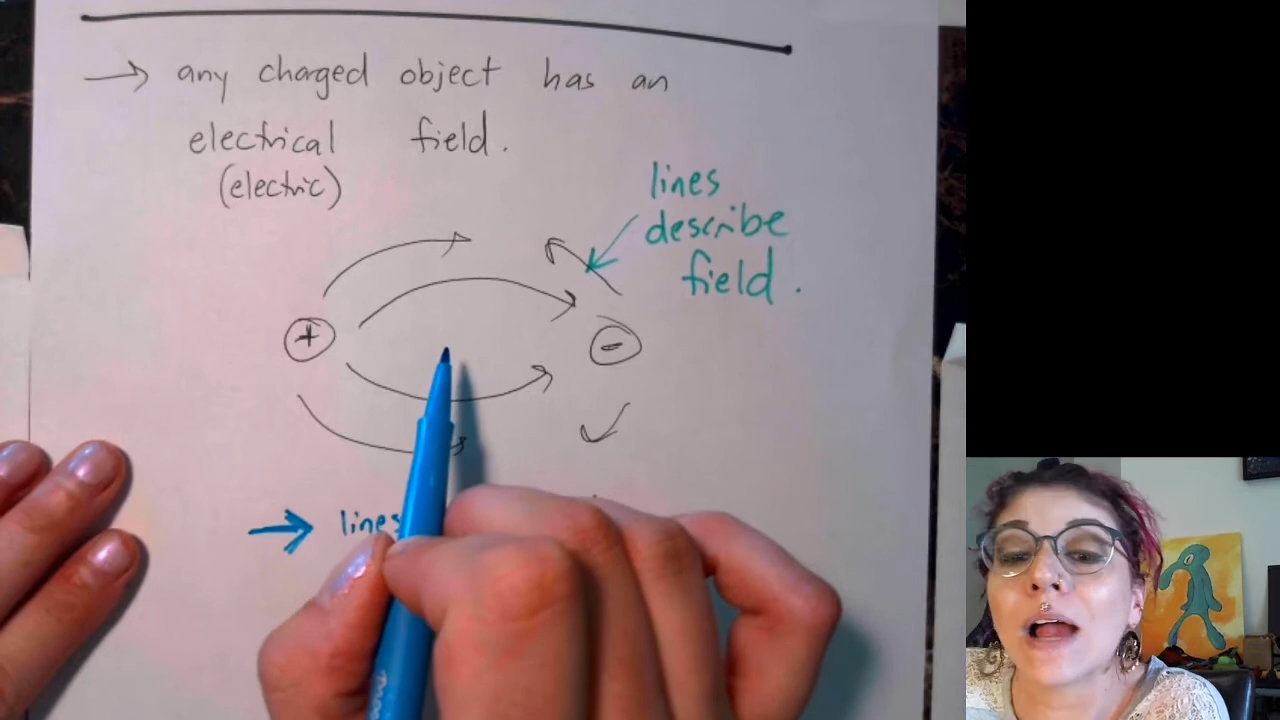 → any charged object has an
electrical field.
(electric)
lines
describe
field.
+
-
→ lines